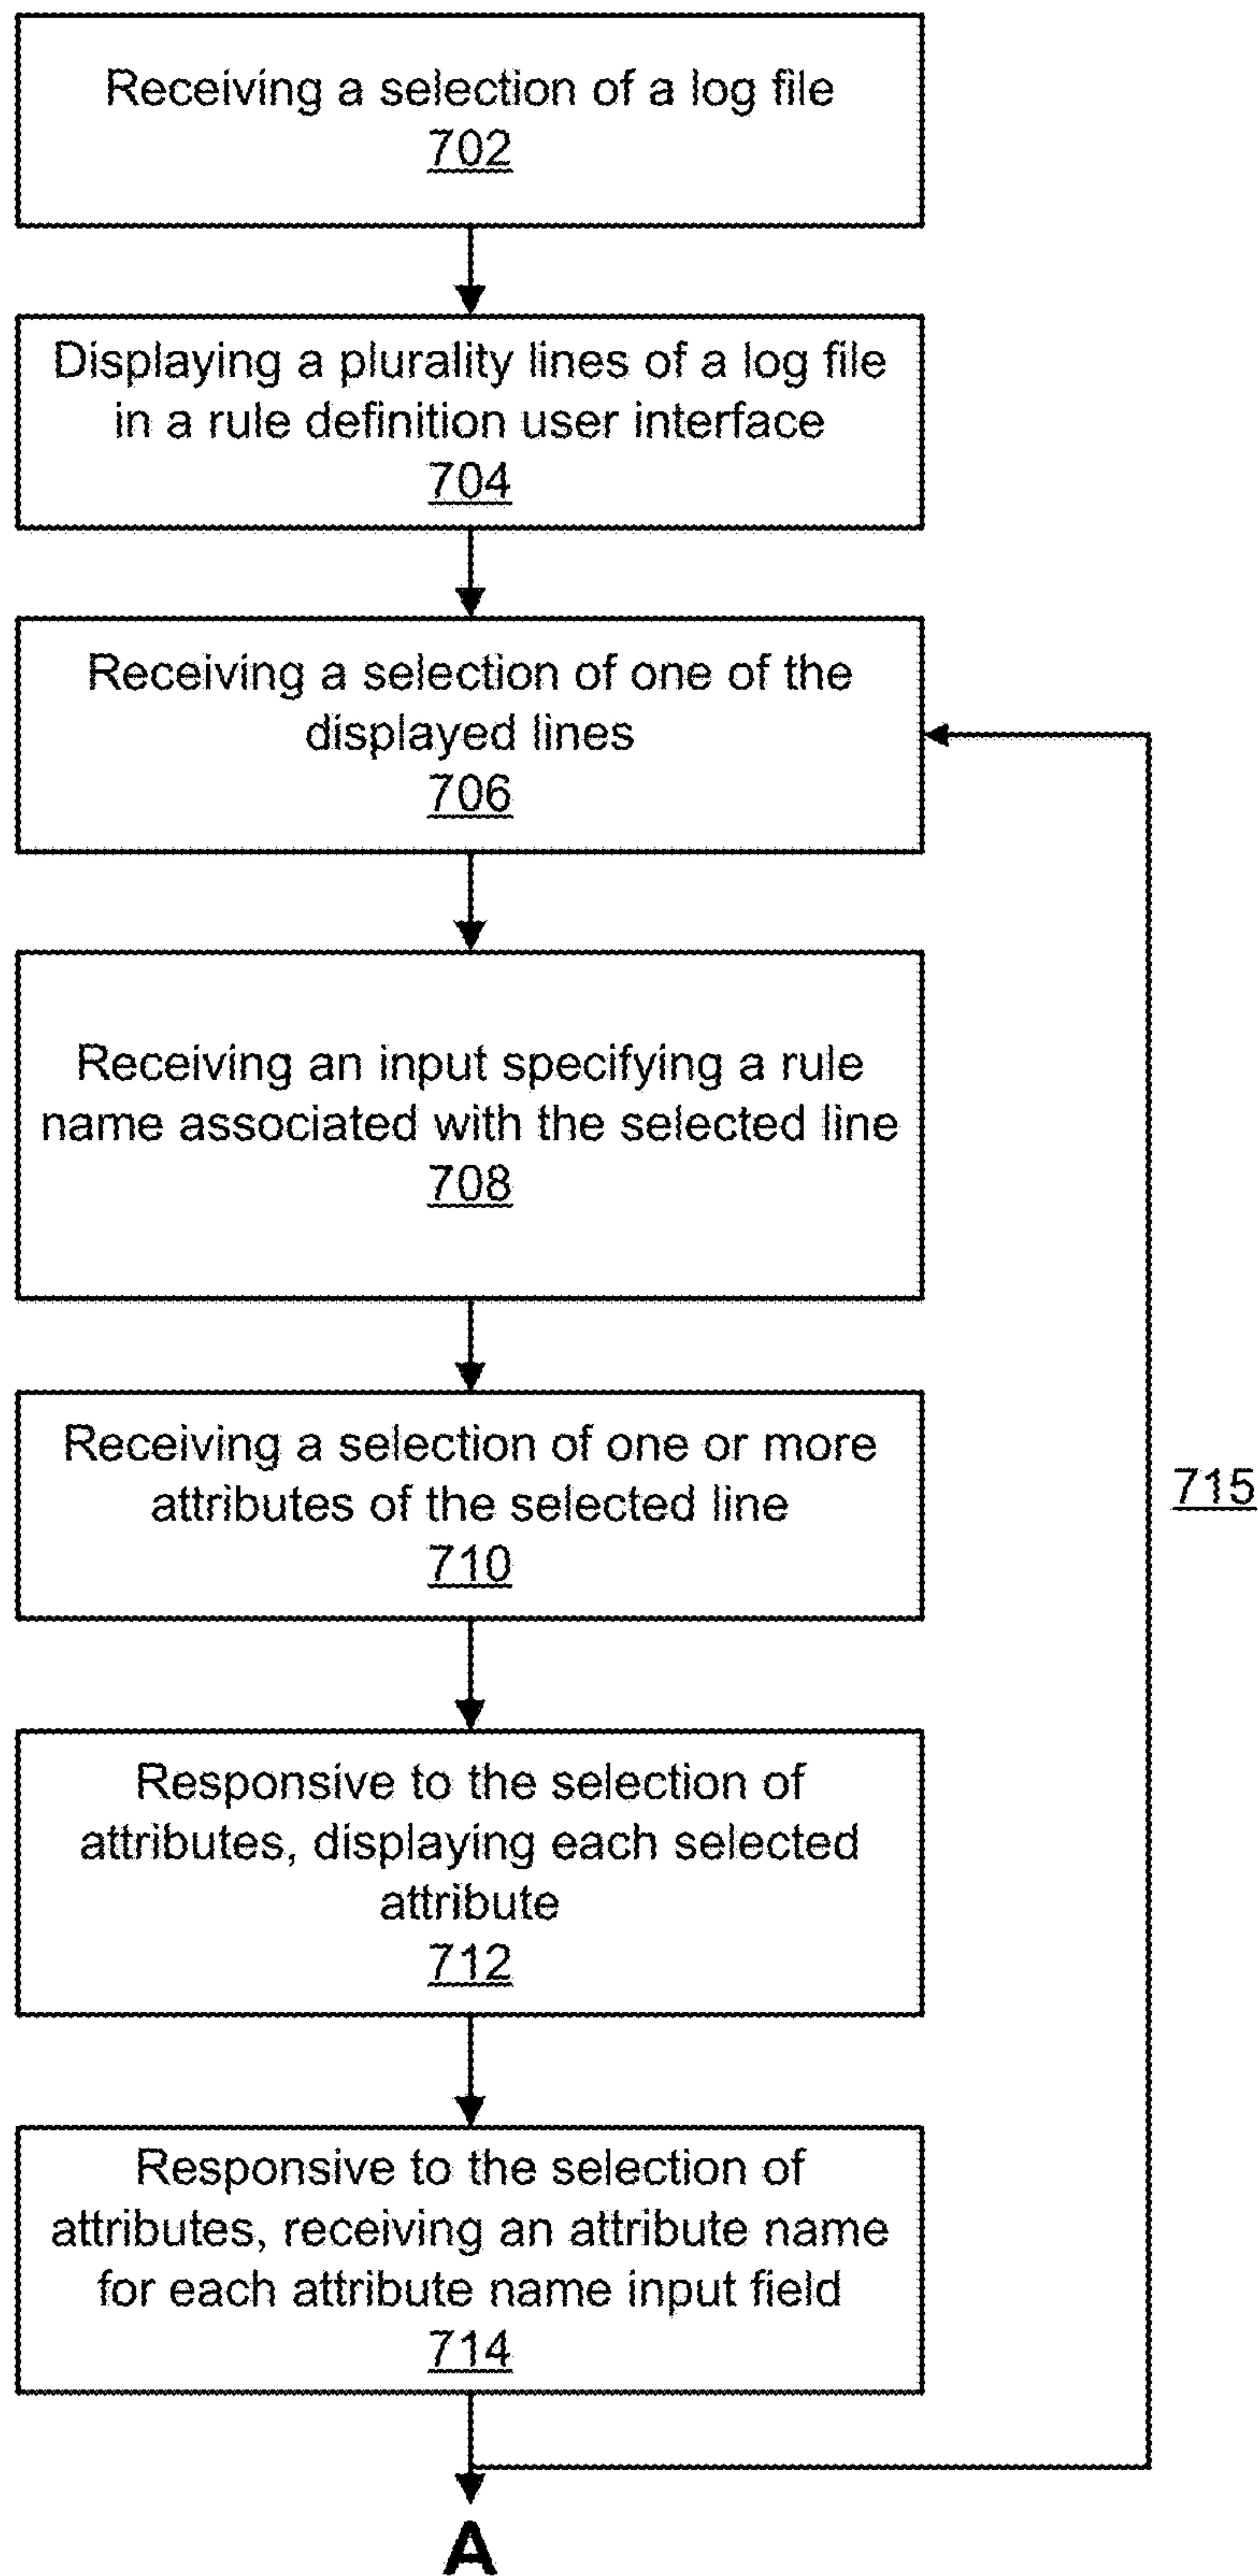 Receiving a selection of a log file
702
Displaying a plurality lines of a log file
in a rule definition user interface
704
Receiving a selection of one of the
displayed lines
706
Receiving an input specifying a rule
name associated with the selected line
708
Receiving a selection of one or more
attributes of the selected line
710
715
Responsive to the selection of
attributes, displaying each selected
attribute
712
Responsive to the selection of
attributes, receiving an attribute name
for each attribute name input field
714
A